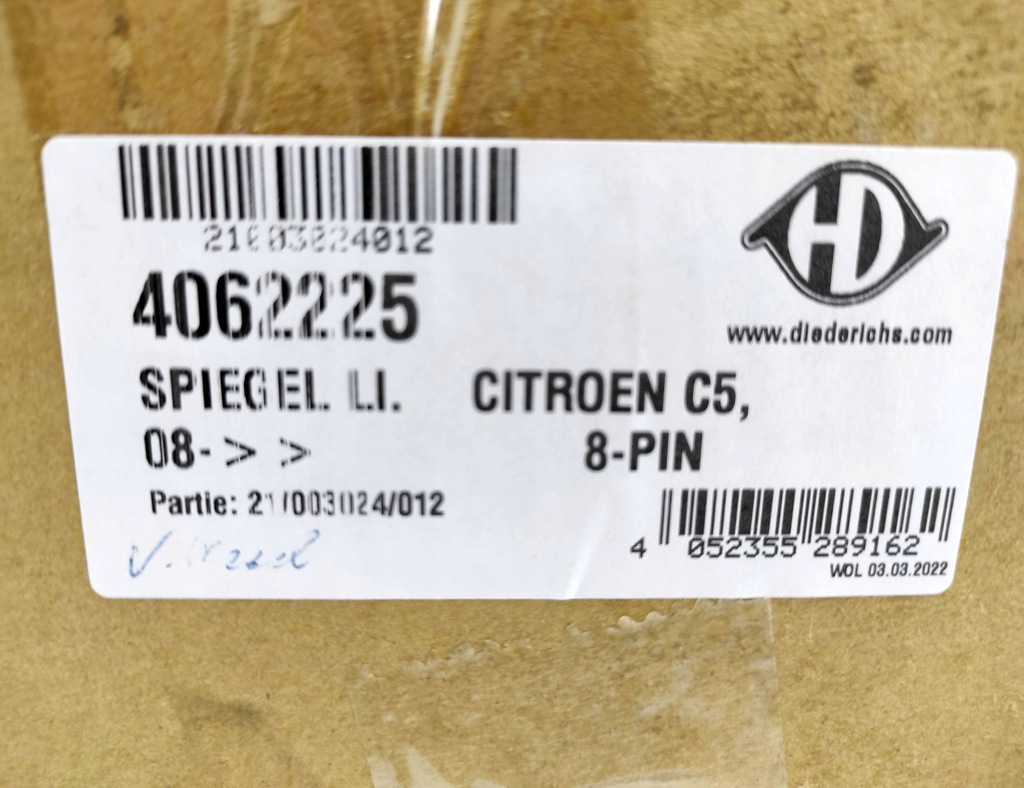 21003024012
4062225
HD
www.diederichs.com
SPIEGEL LI. CITROEN C5,
08-> > 8-PIN
Partie: 21/003024/012
4 052355 289162
WOL 03.03.2022